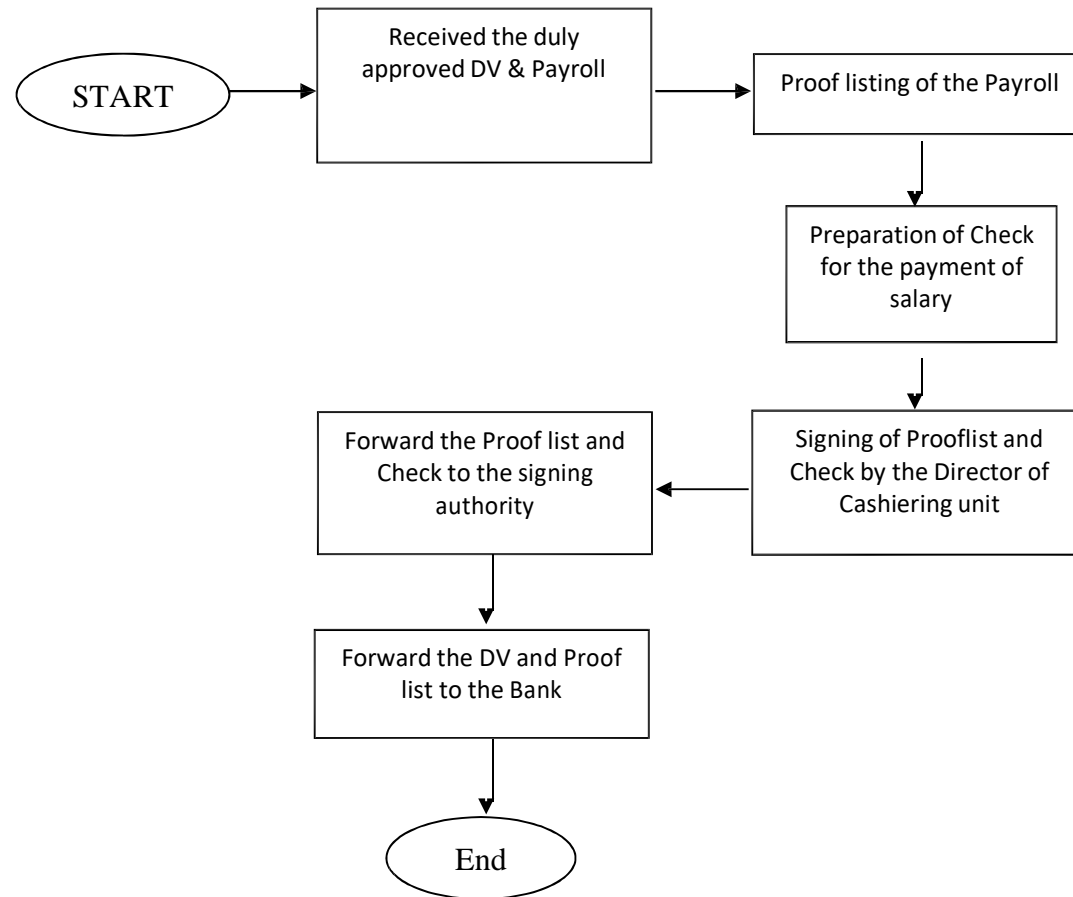 START
Received the duly
approved DV & Payroll
Proof listing of the Payroll
Preparation of Check
for the payment of
salary
Signing of Prooflist and
Check by the Director of
Cashiering unit
Forward the Proof list and
Check to the signing
authority
Forward the DV and Proof
list to the Bank
End